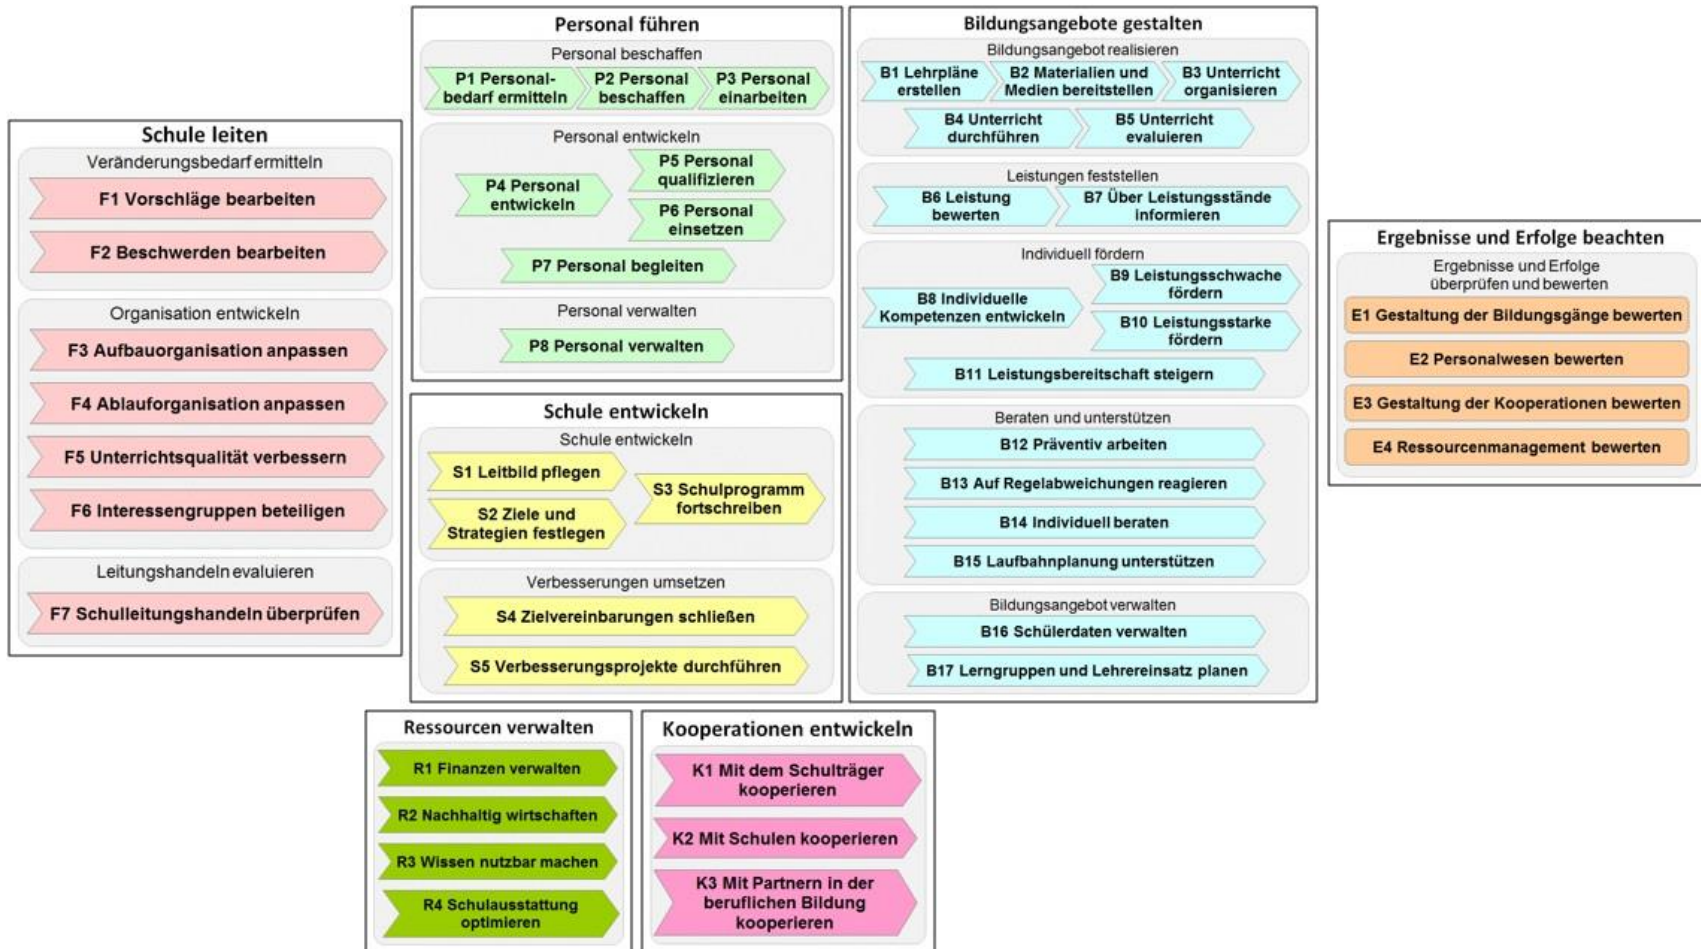 Schule leiten
Veränderungsbedarf ermitteln
F1 Vorschläge bearbeiten
F2 Beschwerden bearbeiten
Organisation entwickeln
F3 Aufbauorganisation anpassen
F4 Ablauforganisation anpassen
F5 Unterrichtsqualität verbessern
F6 Interessengruppen beteiligen
Leitungshandeln evaluieren
F7 Schulleitungshandeln überprüfen
Personal führen
Personal beschaffen
P1 Personal-
bedarf ermitteln
P2 Personal
beschaffen
P3 Personal
einarbeiten
Personal entwickeln
P4 Personal
entwickeln
P5 Personal
qualifizieren
P6 Personal
einsetzen
P7 Personal begleiten
Personal verwalten
P8 Personal verwalten
Schule entwickeln
Schule entwickeln
S1 Leitbild pflegen
S2 Ziele und
Strategien festlegen
S3 Schulprogramm
fortschreiben
Verbesserungen umsetzen
S4 Zielvereinbarungen schließen
S5 Verbesserungsprojekte durchführen
Bildungsangebote gestalten
Bildungsangebot realisieren
B1 Lehrpläne
erstellen
B2 Materialien und
Medien bereitstellen
B3 Unterricht
organisieren
B4 Unterricht
durchführen
B5 Unterricht
evaluieren
Leistungen feststellen
B6 Leistung
bewerten
B7 Über Leistungsstände
informieren
Individuell fördern
B8 Individuelle
Kompetenzen entwickeln
B9 Leistungsschwache
fördern
B10 Leistungsstarke
fördern
B11 Leistungsbereitschaft steigern
Beraten und unterstützen
B12 Präventiv arbeiten
B13 Auf Regelabweichungen reagieren
B14 Individuell beraten
B15 Laufbahnplanung unterstützen
Bildungsangebot verwalten
B16 Schülerdaten verwalten
B17 Lerngruppen und Lehrereinsatz planen
Ergebnisse und Erfolge beachten
Ergebnisse und Erfolge
überprüfen und bewerten
E1 Gestaltung der Bildungsgänge bewerten
E2 Personalwesen bewerten
E3 Gestaltung der Kooperationen bewerten
E4 Ressourcenmanagement bewerten
Ressourcen verwalten
R1 Finanzen verwalten
R2 Nachhaltig wirtschaften
R3 Wissen nutzbar machen
R4 Schulausstattung
optimieren
Kooperationen entwickeln
K1 Mit dem Schulträger
kooperieren
K2 Mit Schulen kooperieren
K3 Mit Partnern in der
beruflichen Bildung
kooperieren